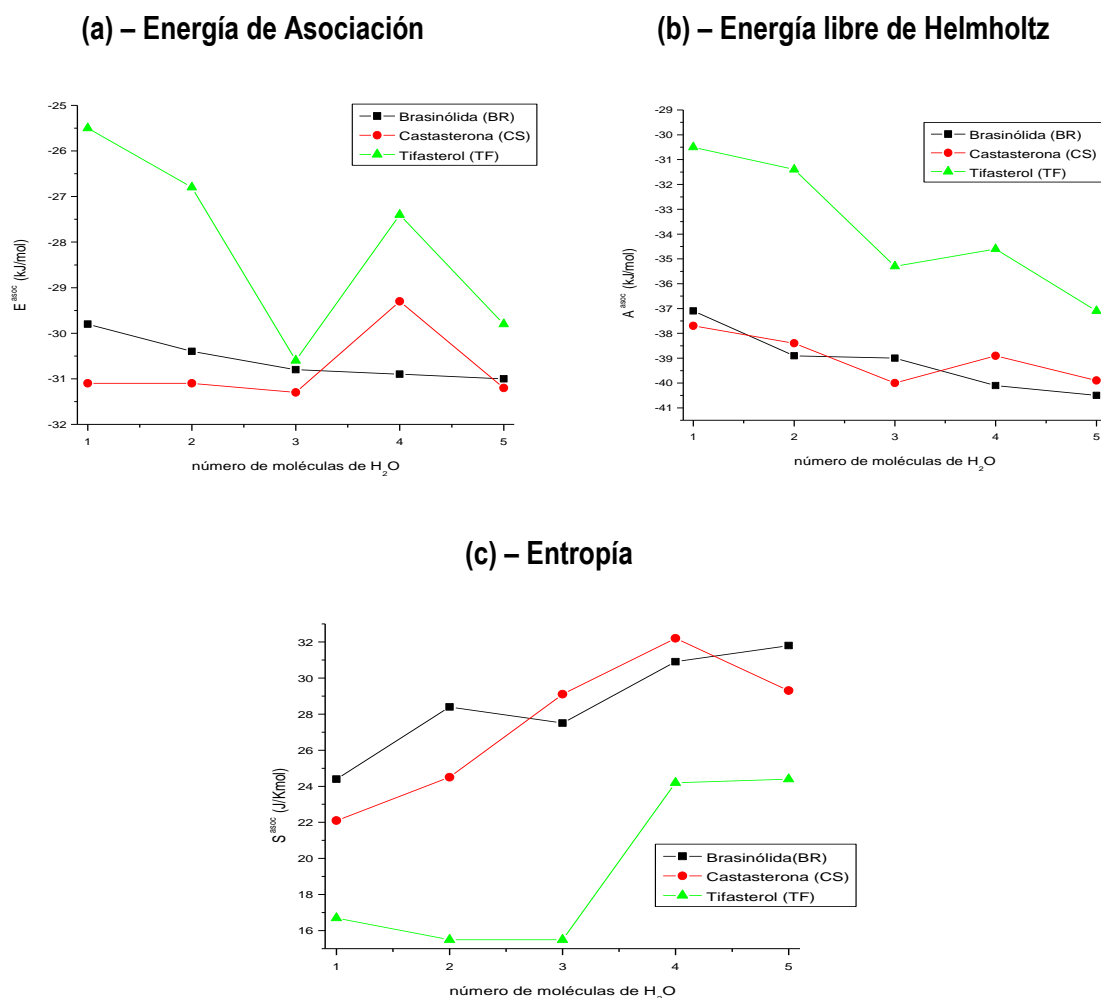 (a) – Energía de Asociación
(b) – Energía libre de Helmholtz
-25
-26
-27
-28
-29
-30
-31
-32
E asoc (kJ/mol)
Brasinólida (BR)
Castasterona (CS)
Tifasterol (TF)
1 2 3 4 5
número de moléculas de H2O
-29
-30
-31
-32
-33
-34
-35
-36
-37
-38
-39
-40
-41
A asoc (kJ/mol)
Brasinólida (BR)
Castasterona (CS)
Tifasterol (TF)
1 2 3 4 5
número de moléculas de H2O
(c) – Entropía
32
30
28
26
24
22
20
18
16
S asoc (J/Kmol)
Brasinólida(BR)
Castasterona (CS)
Tifasterol (TF)
1 2 3 4 5
número de moléculas de H2O